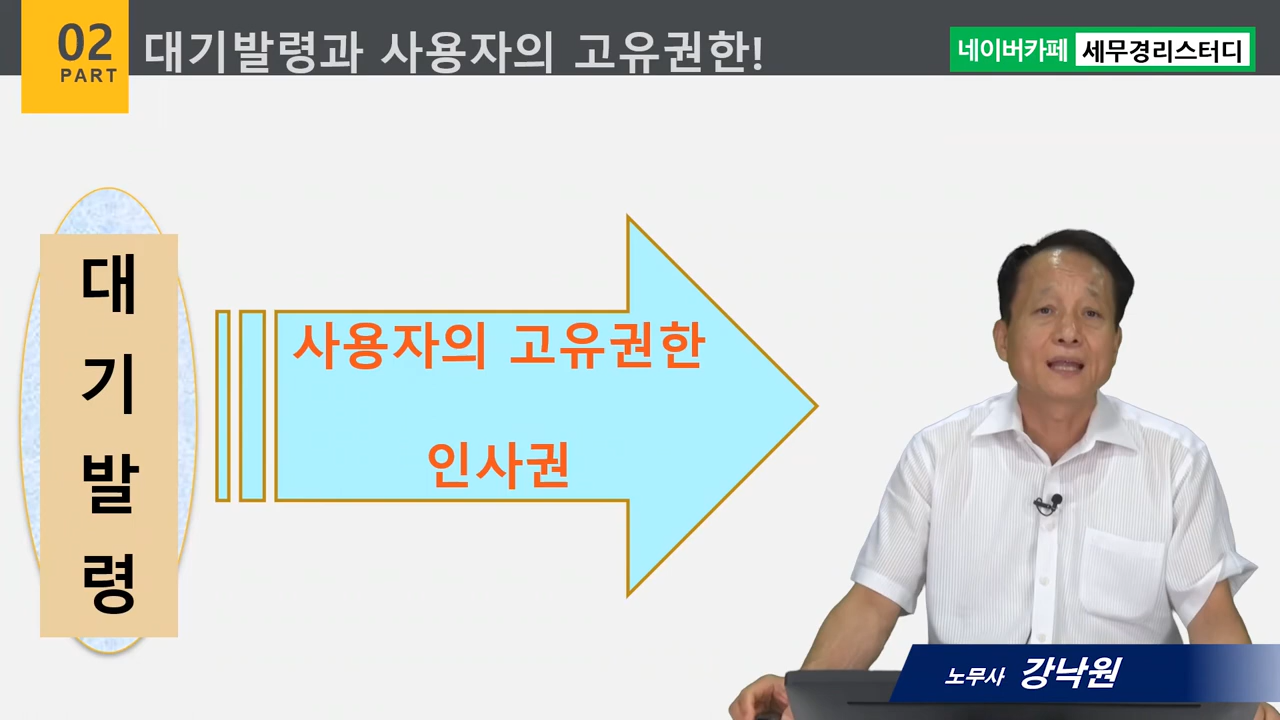 02
PART
대기발령과 사용자의 고유권한!
네이버카페 세무경리스터디
대
기
발
령
사용자의 고유권한
인사권
노무사 강낙원